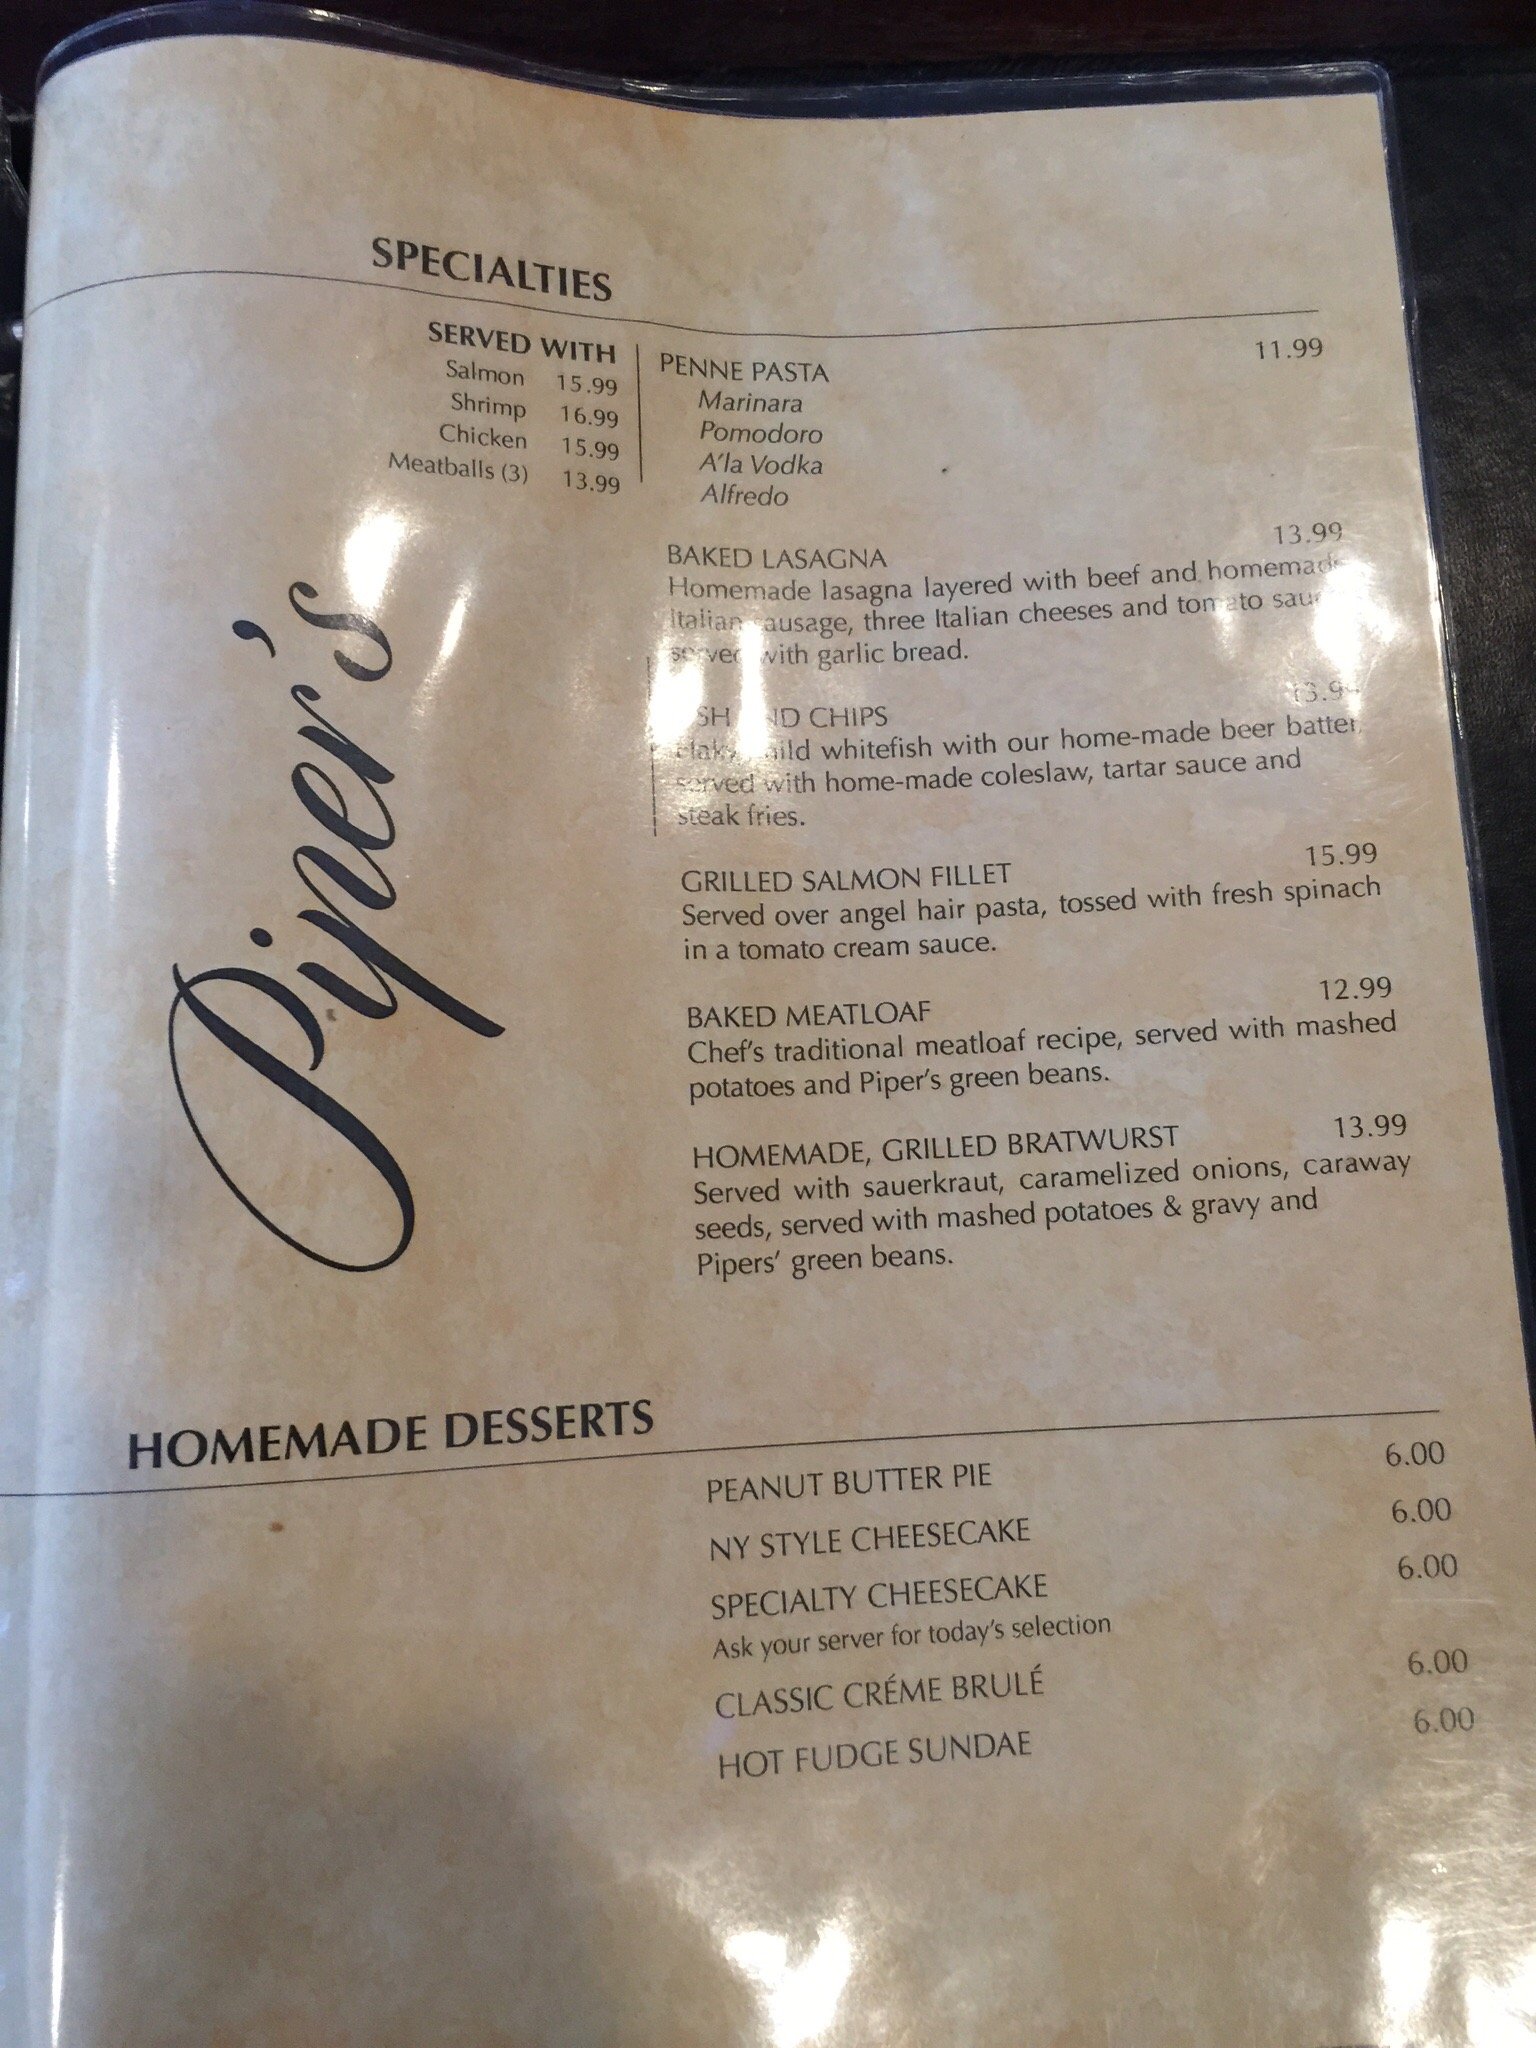 SPECIALTIES
SERVED WITH
Salmon 15.99
Shrimp 16.99
Chicken 15.99
Meatballs (3) 13.99
PENNE PASTA 11.99
Marinara
Pomodoro
A'la Vodka
Alfredo
BAKED LASAGNA 13.99
Homemade lasagna layered with beef and homemade
Italian sausage, three Italian cheeses and tomato sauce
served with garlic bread.
CHIPS
whitefish with our home-made beer batter,
served with home-made coleslaw, tartar sauce and
steak fries.
GRILLED SALMON FILLET 15.99
Served over angel hair pasta, tossed with fresh spinach
in a tomato cream sauce.
BAKED MEATLOAF 12.99
Chef's traditional meatloaf recipe, served with mashed
potatoes and Piper's green beans.
HOMEMADE, GRILLED BRATWURST 13.99
Served with sauerkraut, caramelized onions, caraway
seeds, served with mashed potatoes & gravy and
Pipers' green beans.
Piper's
HOMEMADE DESSERTS
PEANUT BUTTER PIE 6.00
NY STYLE CHEESECAKE 6.00
SPECIALTY CHEESECAKE 6.00
Ask your server for today's selection
CLASSIC CRÉME BRULÉ 6.00
HOT FUDGE SUNDAE 6.00